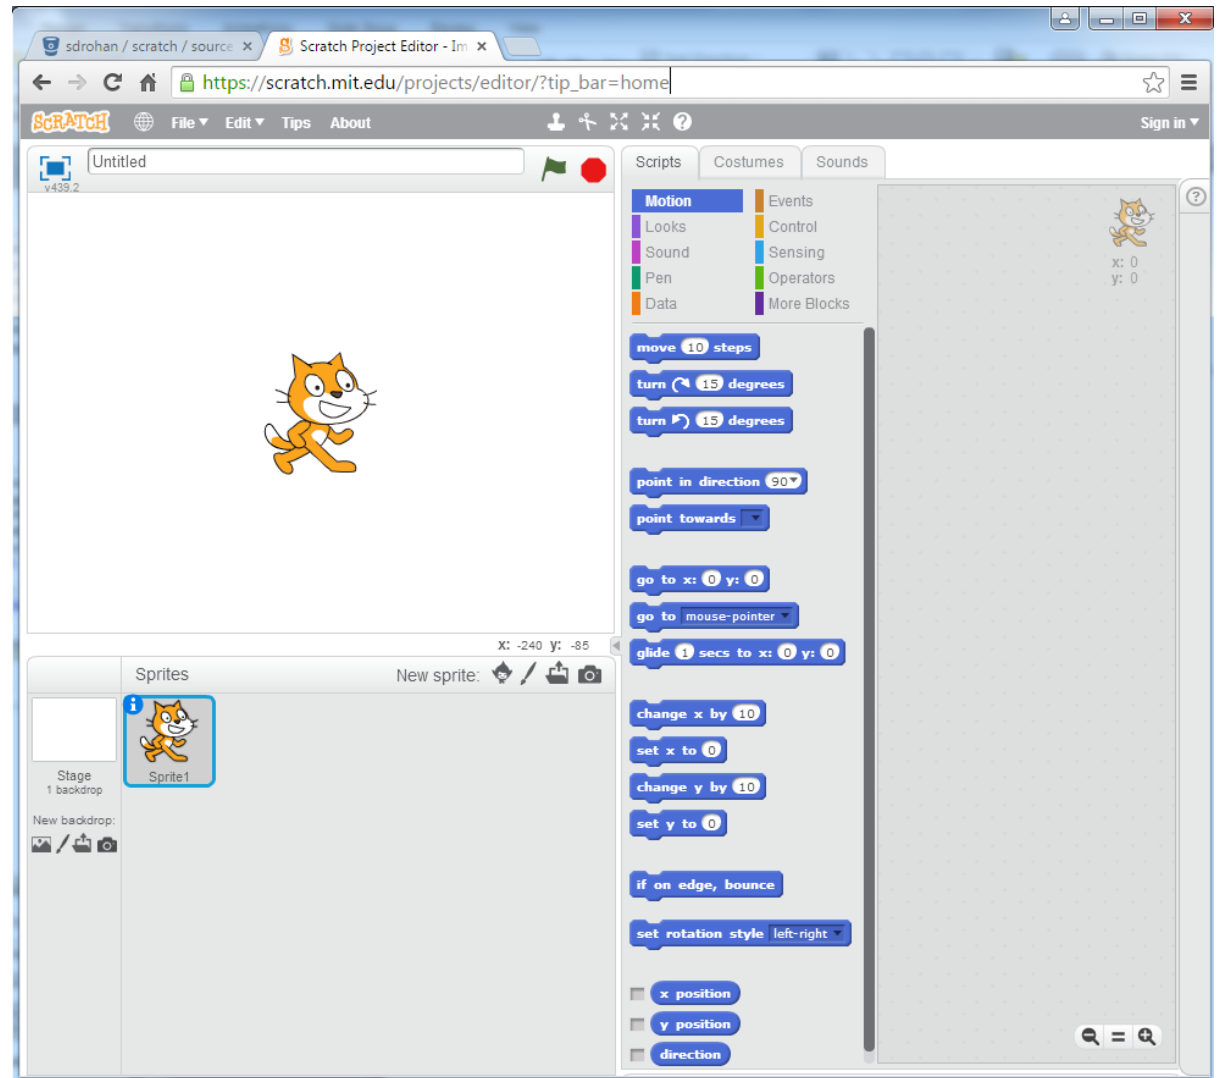 sdrohan / scratch / source
Scratch Project Editor - Im
https://scratch.mit.edu/projects/editor/?tip_bar=home
SCRATCH File Edit Tips About Sign in
Untitled
v439.2
Scripts Costumes Sounds
Motion Events
Looks Control
Sound Sensing
Pen Operators
Data More Blocks
x: 0
y: 0
move 10 steps
turn 15 degrees
turn 15 degrees
point in direction 90
point towards
go to x: 0 y: 0
go to mouse-pointer
glide 1 secs to x: 0 y: 0
change x by 10
set x to 0
change y by 10
set y to 0
if on edge, bounce
set rotation style left-right
x position
y position
direction
X: -240 y: -85
Sprites New sprite:
Sprite1
Stage
1 backdrop
New backdrop: